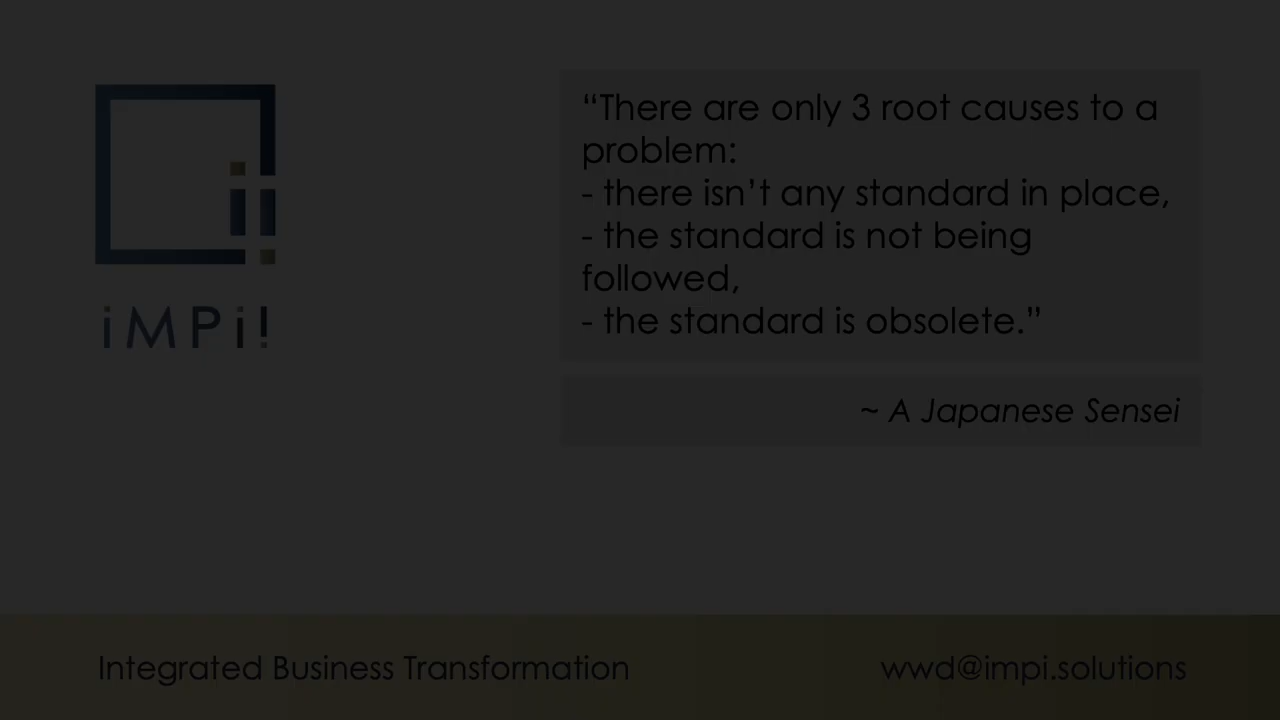 “There are only 3 root causes to a
problem:
- there isn’t any standard in place,
- the standard is not being
followed,
- the standard is obsolete.”
~ A Japanese Sensei
iMPi!
Integrated Business Transformation
wwd@impi.solutions